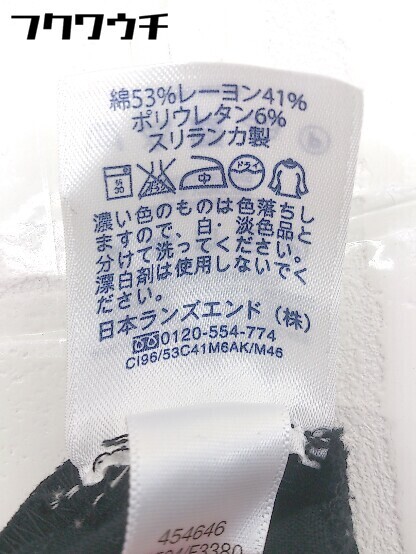 フクワウチ
綿53%レーヨン41%
ポリウレタン6%
スリランカ製
中
ドライ
濃い色のものは色落ちし
ますので、白・淡色品と
分けて洗ってください。
漂白剤は使用しないでく
ださい。
日本ランズエンド（株）
0120-554-774
CI96/53C41M6AK/M46
454646